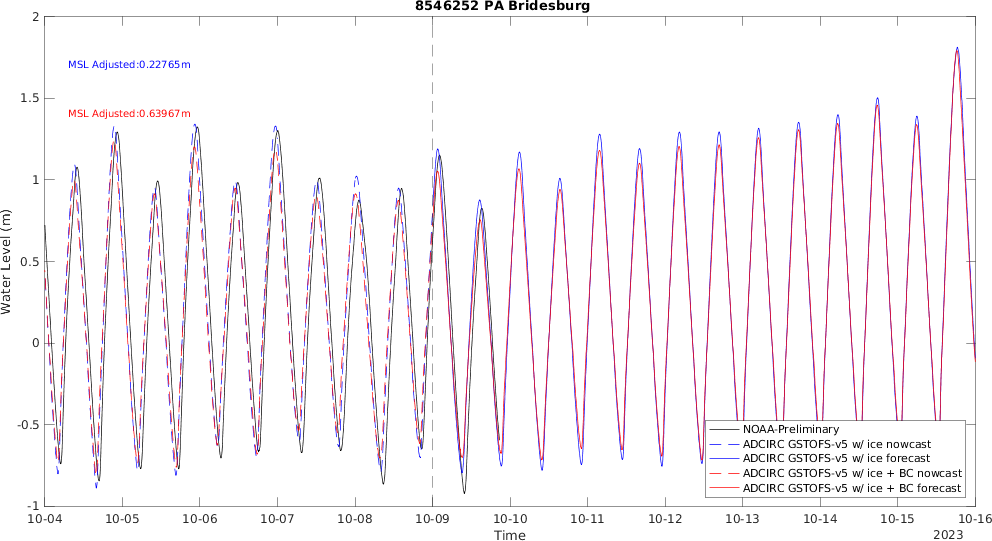 8546252 PA Bridesburg
MSL Adjusted:0.22765m
MSL Adjusted:0.63967m
Water Level (m)
2
1.5
1
0.5
0
-0.5
-1
NOAA-Preliminary
ADCIRC GSTOFS-v5 w/ ice nowcast
ADCIRC GSTOFS-v5 w/ ice forecast
ADCIRC GSTOFS-v5 w/ ice + BC nowcast
ADCIRC GSTOFS-v5 w/ ice + BC forecast
10-04 10-05 10-06 10-07 10-08 10-09 10-10 10-11 10-12 10-13 10-14 10-15 10-16
Time
2023